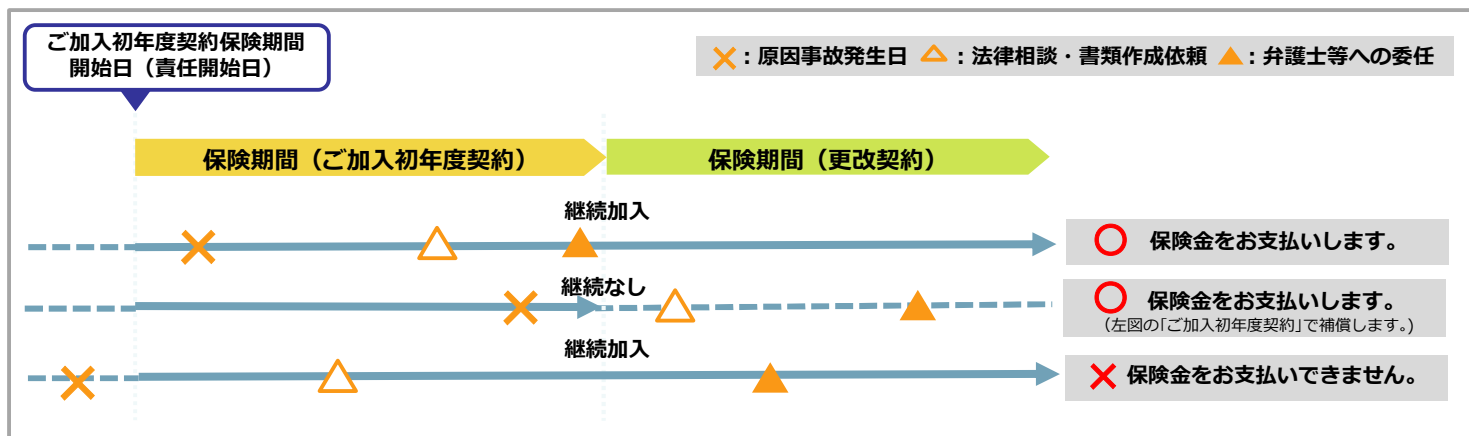 ご加入初年度契約保険期間
開始日（責任開始日）
：原因事故発生日 ：法律相談・書類作成依頼 ：弁護士等への委任
保険期間（ご加入初年度契約） 保険期間（更改契約）
継続加入
保険金をお支払いします。
継続なし
保険金をお支払いします。
（左図の｢ご加入初年度契約｣で補償します。)
継続加入
保険金をお支払いできません。